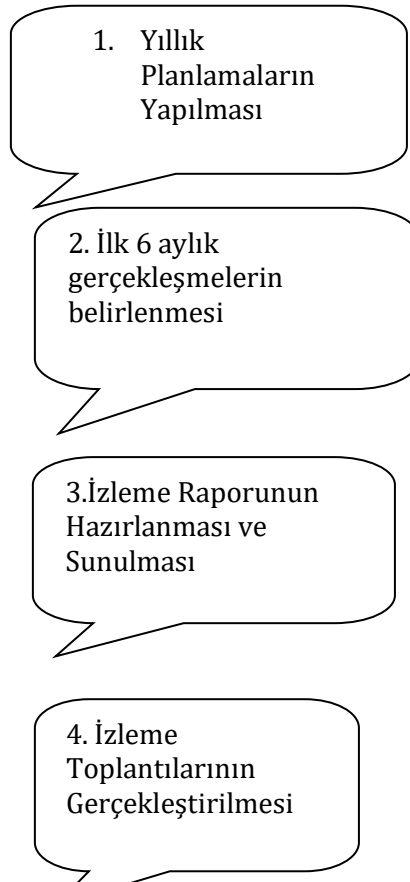 1. Yıllık
Planlamaların
Yapılması
2. İlk 6 aylık
gerçekleşmelerin
belirlenmesi
3.İzleme Raporunun
Hazırlanması ve
Sunulması
4. İzleme
Toplantılarının
Gerçekleştirilmesi